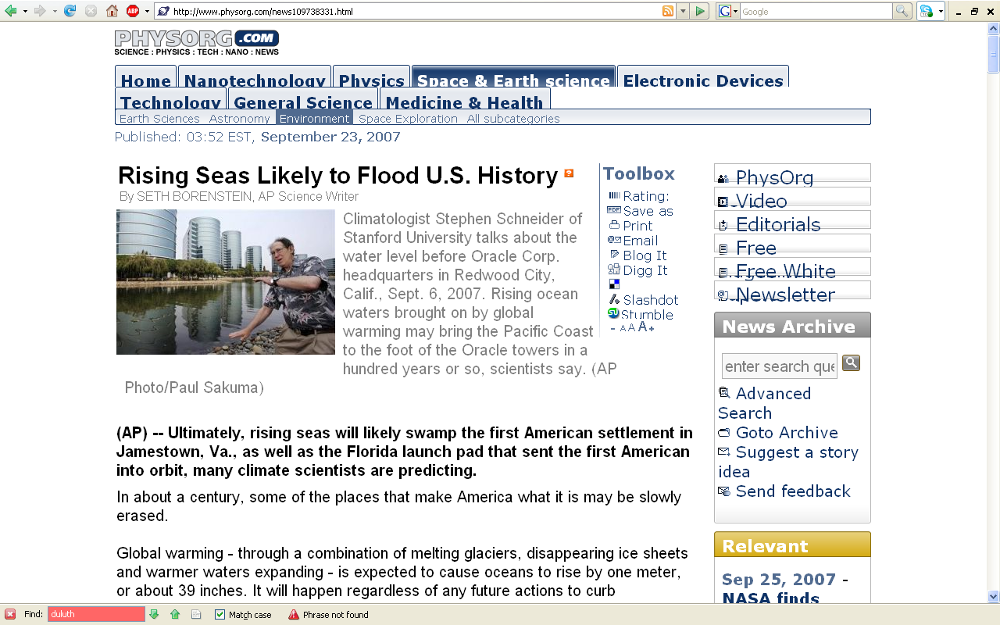 http://www.physorg.com/news109738331.html
ABP
G
Google
PHYSORG.COM
SCIENCE : PHYSICS : TECH : NANO : NEWS
Home Nanotechnology Physics Space & Earth science Electronic Devices
Technology General Science Medicine & Health
Earth Sciences Astronomy Environment Space Exploration All subcategories
Published: 03:52 EST, September 23, 2007
Rising Seas Likely to Flood U.S. History
By SETH BORENSTEIN, AP Science Writer
Climatologist Stephen Schneider of
Stanford University talks about the
water level before Oracle Corp.
headquarters in Redwood City,
Calif., Sept. 6, 2007. Rising ocean
waters brought on by global
warming may bring the Pacific Coast
to the foot of the Oracle towers in a
hundred years or so, scientists say. (AP
Photo/Paul Sakuma)
Toolbox
Rating:
PDF Save as
Print
Email
Blog It
Digg It
Slashdot
Stumble
- A A A +
PhysOrg
Video
Editorials
Free
Free White
Newsletter
News Archive
enter search que
Advanced
Search
Goto Archive
Suggest a story
idea
Send feedback
Relevant
Sep 25, 2007 -
NASA finds
(AP) -- Ultimately, rising seas will likely swamp the first American settlement in
Jamestown, Va., as well as the Florida launch pad that sent the first American
into orbit, many climate scientists are predicting.
In about a century, some of the places that make America what it is may be slowly
erased.
Global warming - through a combination of melting glaciers, disappearing ice sheets
and warmer waters expanding - is expected to cause oceans to rise by one meter,
or about 39 inches. It will happen regardless of any future actions to curb
Find: duluth Match case Phrase not found